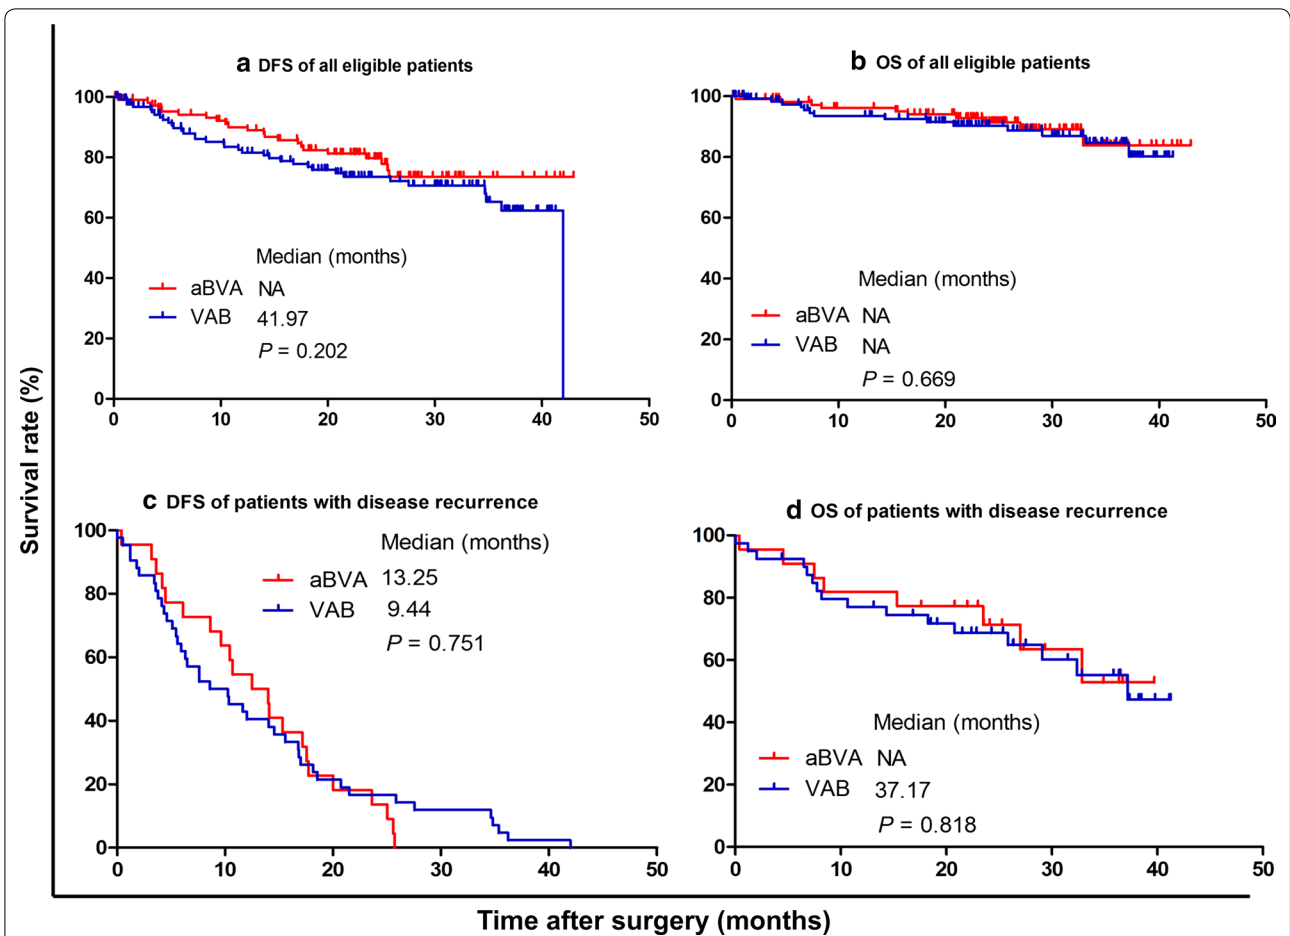 a DFS of all eligible patients
100
80
60
40
20
0
Median (months)
aBVA NA
VAB 41.97
P = 0.202
0 10 20 30 40 50
b OS of all eligible patients
100
80
60
40
20
0
Median (months)
aBVA NA
VAB NA
P = 0.669
0 10 20 30 40 50
Survival rate (%)
c DFS of patients with disease recurrence
100
80
60
40
20
0
Median (months)
aBVA 13.25
VAB 9.44
P = 0.751
0 10 20 30 40 50
d OS of patients with disease recurrence
100
80
60
40
20
0
Median (months)
aBVA NA
VAB 37.17
P = 0.818
0 10 20 30 40 50
Time after surgery (months)